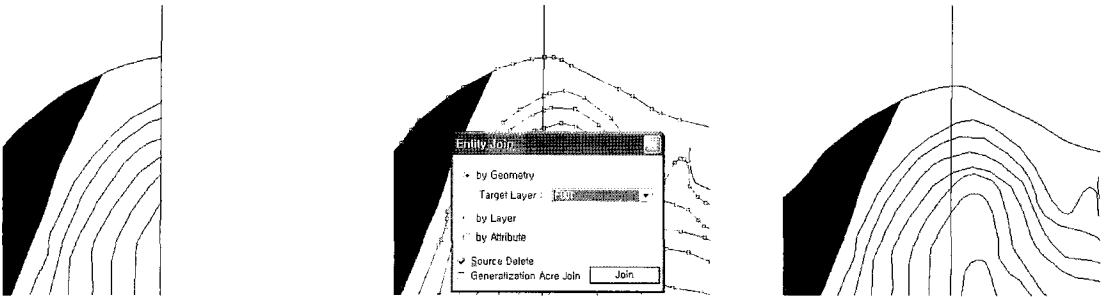 Entity Join
by Geometry
Target Layer :
by Layer
by Attribute
Source Delete
Generalization Acre Join
Join